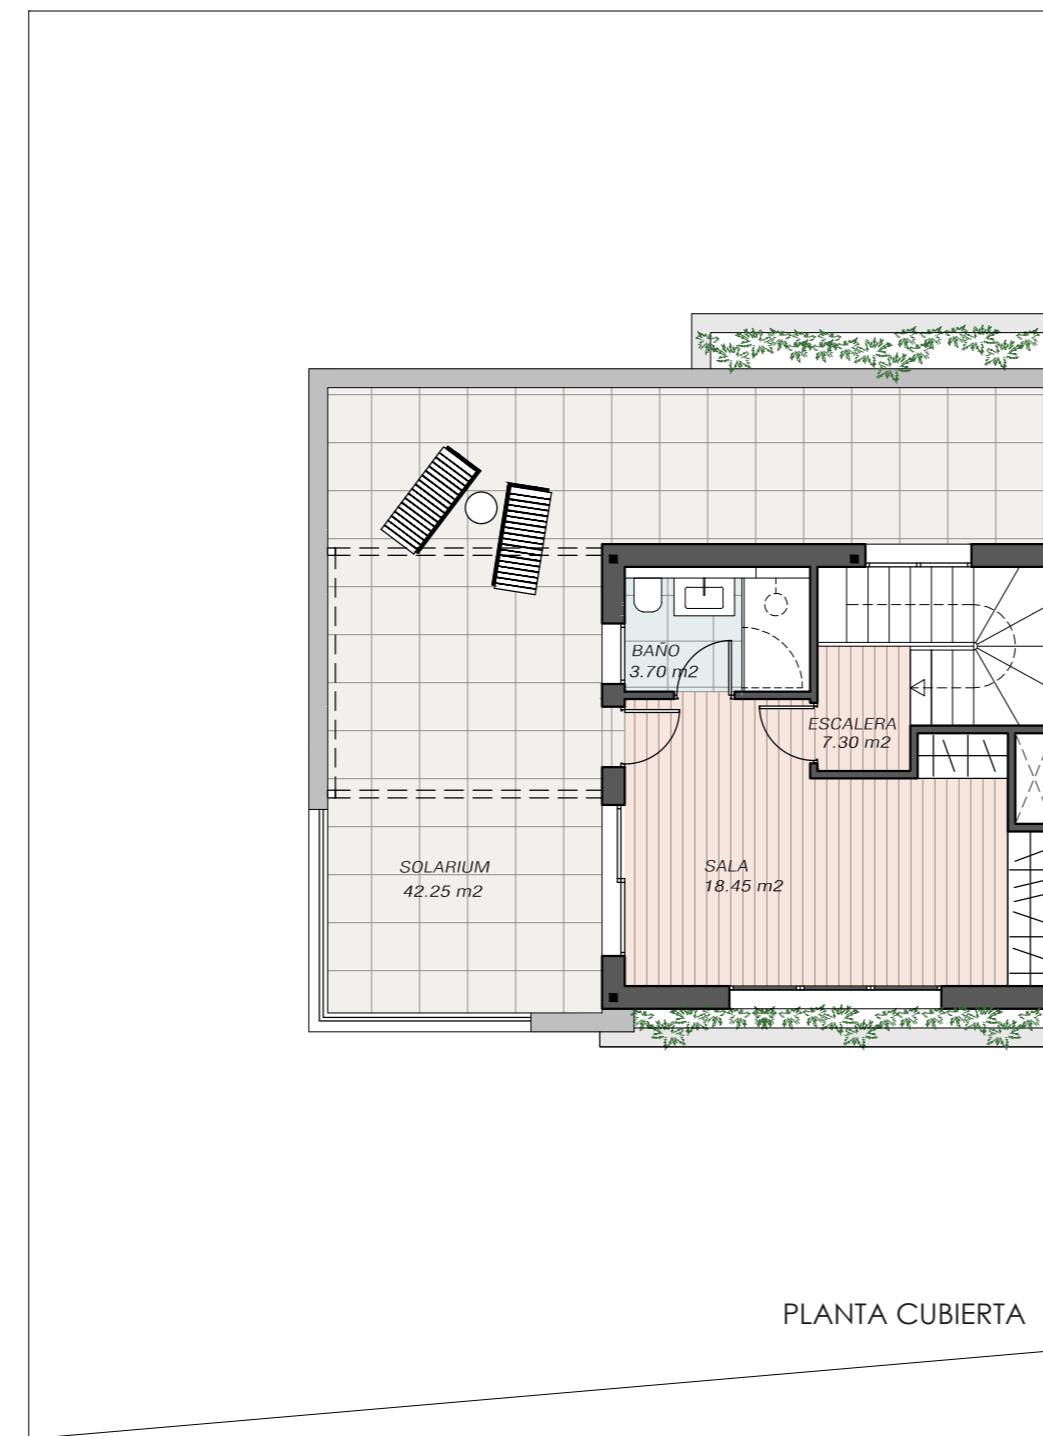 BAÑO
3.70 m2
ESCALERA
7.30 m2
SOLARIUM
42.25 m2
SALA
18.45 m2
PLANTA CUBIERTA